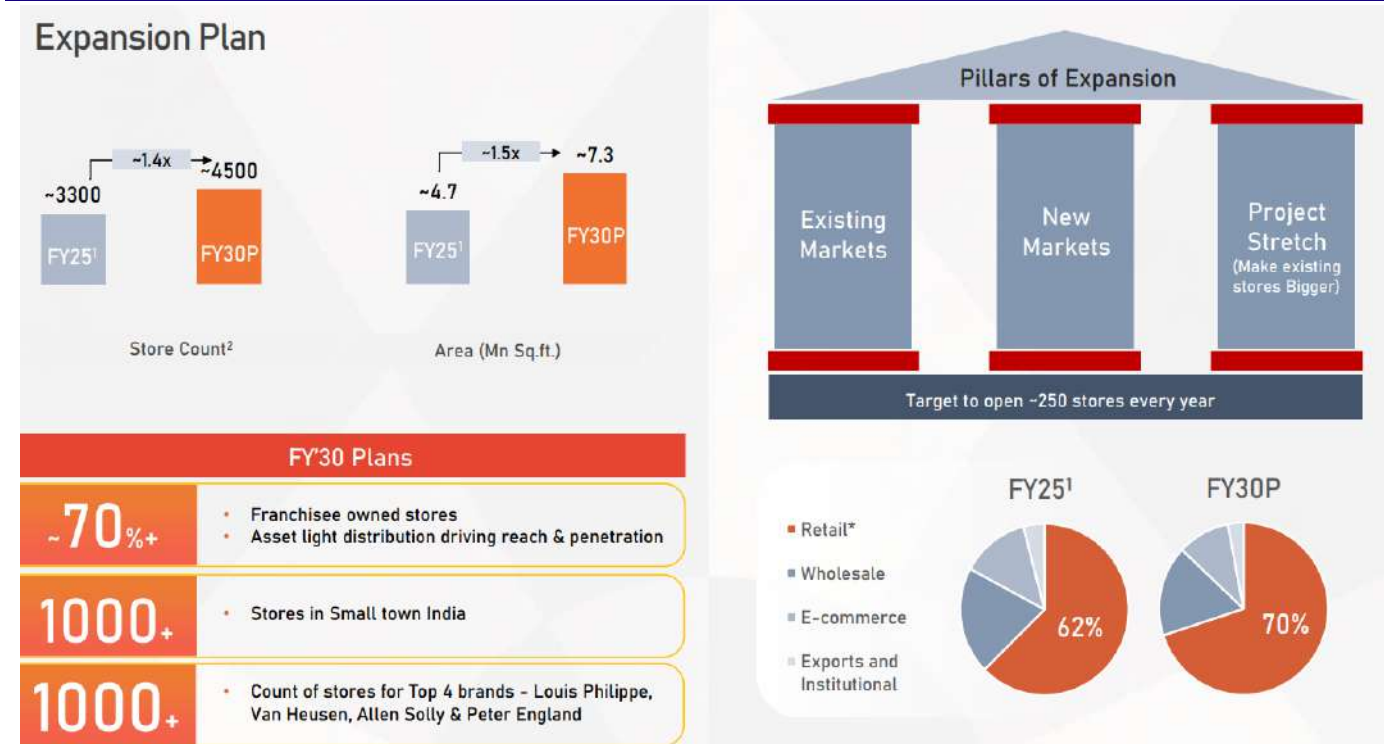 Expansion Plan
~1.4x
~3300
~4500
FY25¹
FY30P
Store Count²
~1.5x
~4.7
~7.3
FY25¹
FY30P
Area (Mn Sq.ft.)
Pillars of Expansion
Existing
Markets
New
Markets
Project
Stretch
(Make existing
stores Bigger)
Target to open ~250 stores every year
FY'30 Plans
~70%+
• Franchisee owned stores
• Asset light distribution driving reach & penetration
1000+
• Stores in Small town India
1000+
• Count of stores for Top 4 brands - Louis Philippe,
Van Heusen, Allen Solly & Peter England
Retail*
Wholesale
E-commerce
Exports and
Institutional
FY25¹
62%
FY30P
70%